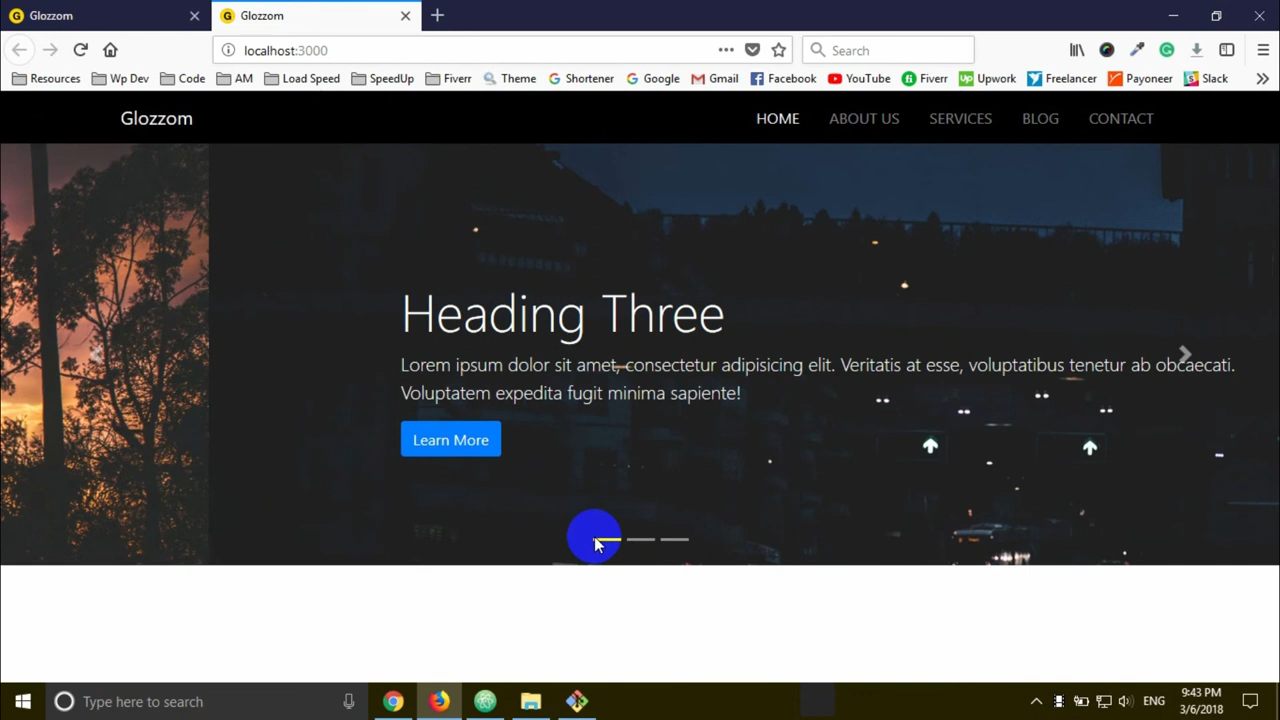 Glozzom
Glozzom
localhost:3000
Search
Resources Wp Dev Code AM Load Speed SpeedUp Fiverr Theme Shortener Google Gmail Facebook YouTube Fiverr Upwork Freelancer Payoneer Slack
Glozzom
HOME ABOUT US SERVICES BLOG CONTACT
Heading Three
Lorem ipsum dolor sit amet, consectetur adipisicing elit. Veritatis at esse, voluptatibus tenetur ab obcaecati.
Voluptatem expedita fugit minima sapiente!
Learn More
Type here to search
ENG
9:43 PM
3/6/2018